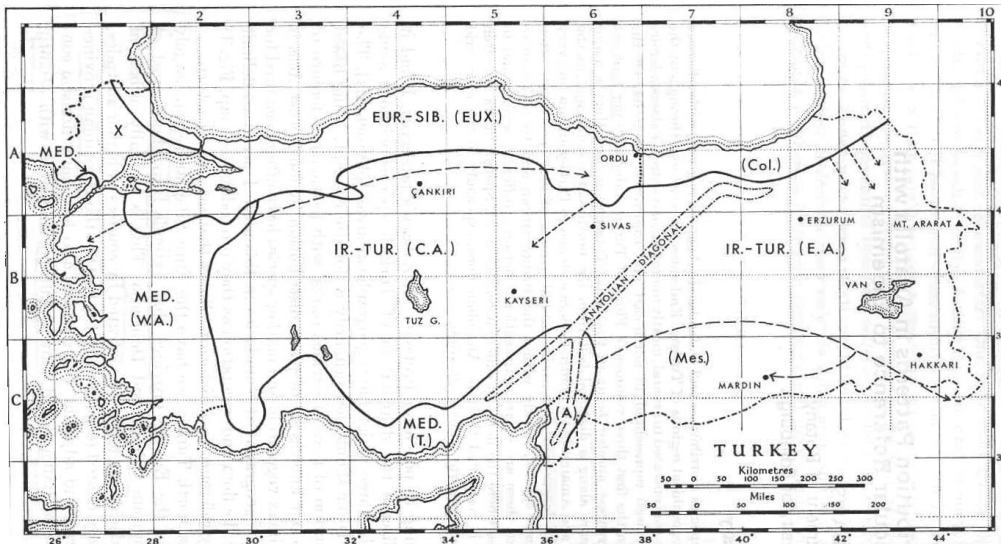 1 2 3 4 5 6 7 8 9 10
EUR.-SIB. (EUX.)
X
MED.
A
ORDU
(Col.)
ÇANKIRI
SIVAS
ERZURUM
MT. ARARAT
IR.-TUR. (C.A.)
ANATOLIAN DIAGONAL
IR.-TUR. (E.A.)
B
MED.
(W.A.)
KAYSERI
VAN G.
TUZ G.
(Mes.)
HAKKARI
MARDIN
C
(A)
MED.
(T.)
TURKEY
Kilometres
50 0 50 100 150 200 250 300
Miles
50 0 50 100 150 200
26° 28° 30° 32° 34° 36° 38° 40° 42° 44°